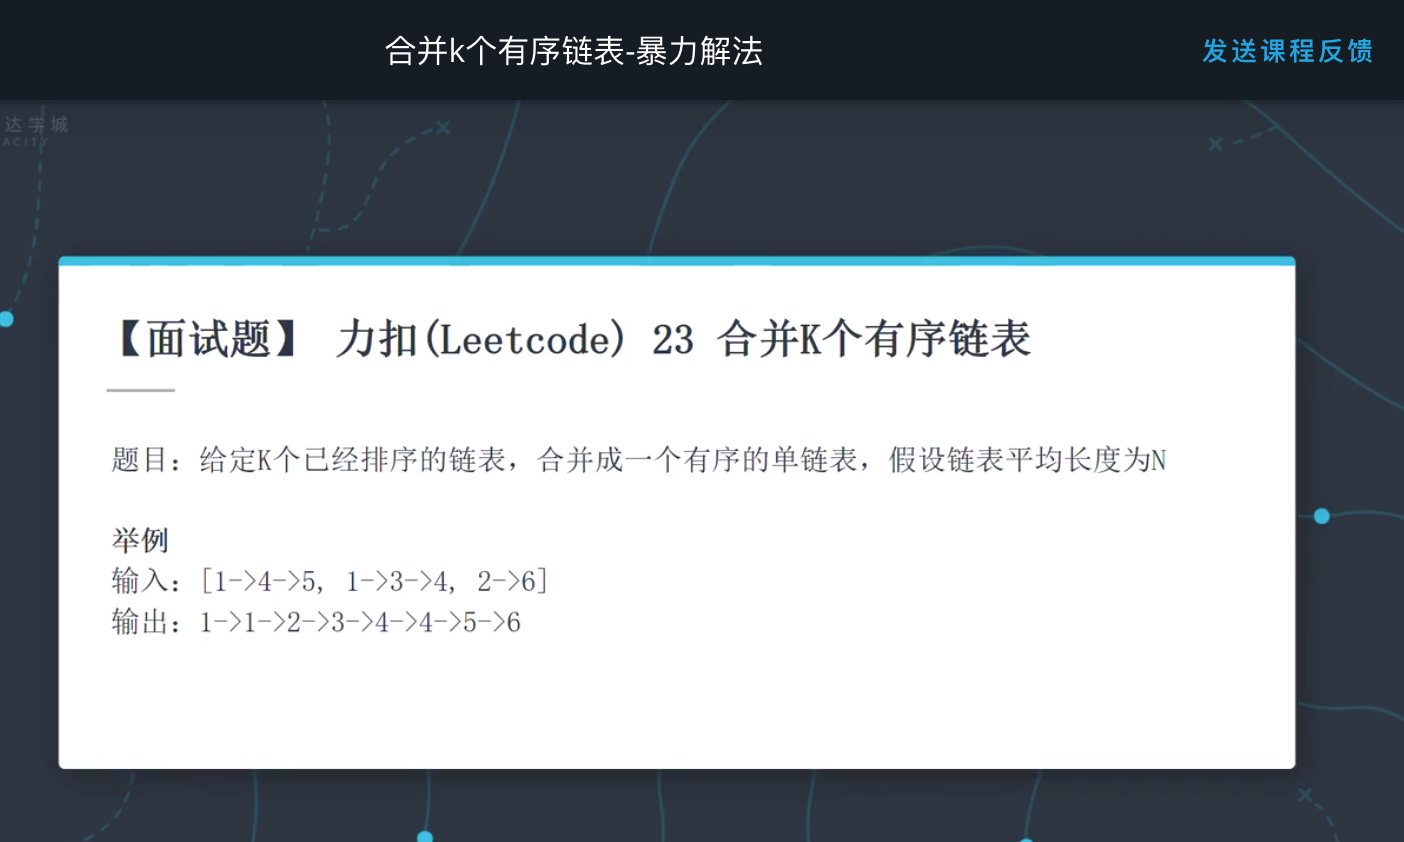 合并k个有序链表-暴力解法
发送课程反馈
达学城
ACITY
【面试题】 力扣(Leetcode) 23 合并K个有序链表
题目：给定K个已经排序的链表，合并成一个有序的单链表，假设链表平均长度为N
举例
输入：[1->4->5, 1->3->4, 2->6]
输出：1->1->2->3->4->4->5->6